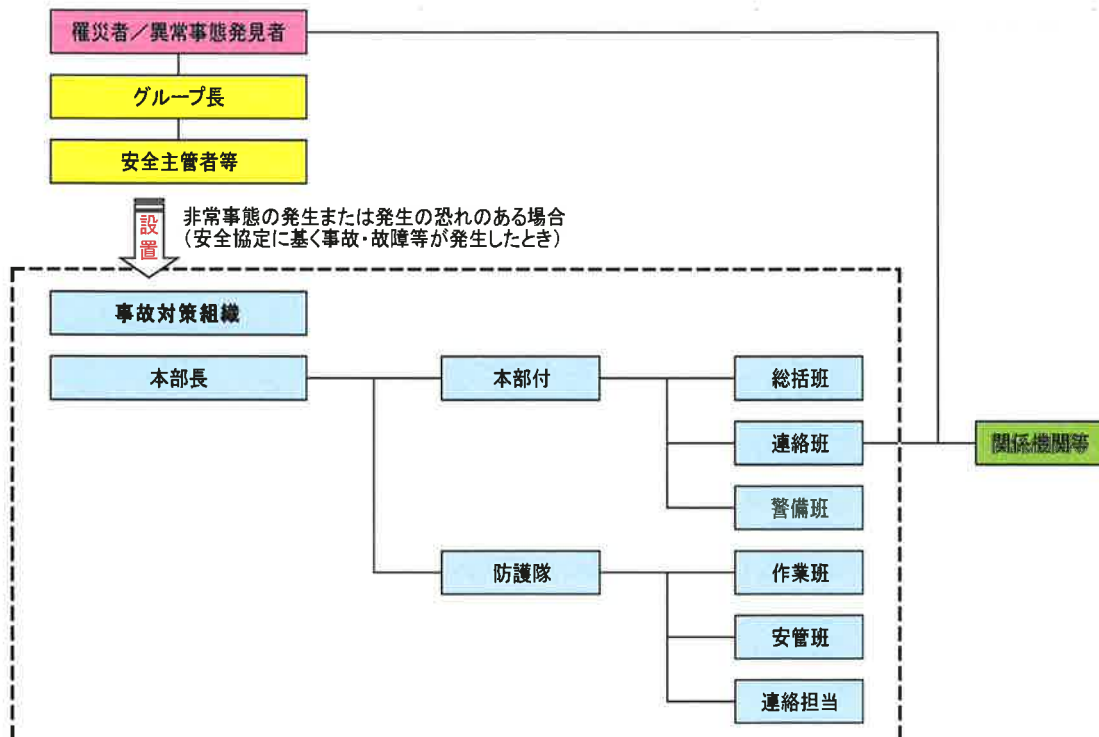 罹災者／異常事態発見者
グループ長
安全主管者等
設置
非常事態の発生または発生の恐れのある場合
（安全協定に基く事故・故障等が発生したとき）
事故対策組織
本部長
本部付
総括班
連絡班
関係機関等
警備班
防護隊
作業班
安管班
連絡担当